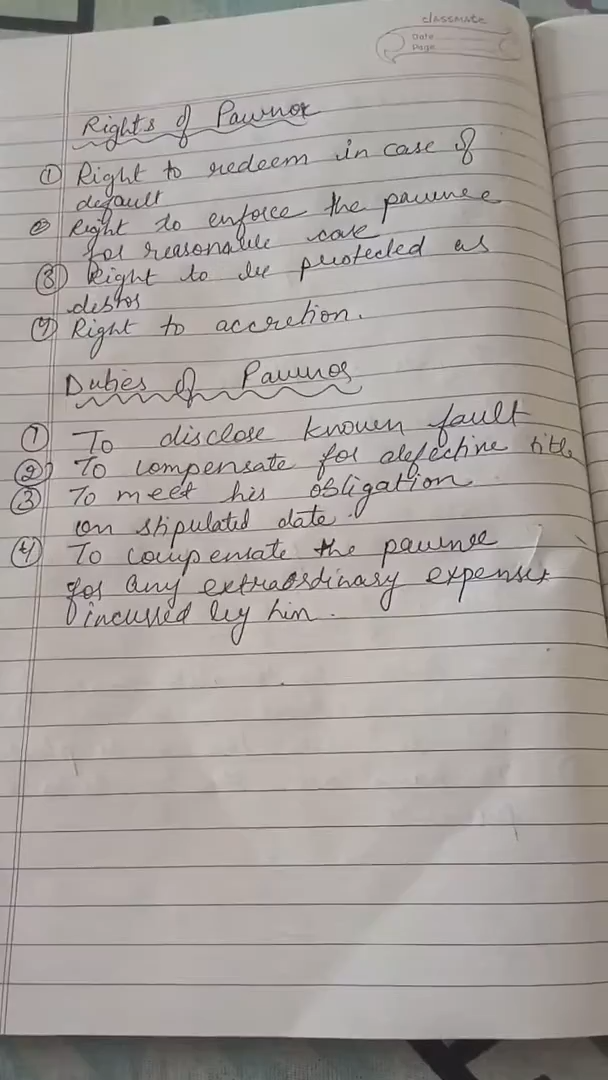 classmate
Date
Page
Rights of Pawnor
① Right to redeem in case of
default
② Right to enforce the pawnee
for reasonable care
③ Right to be protected as
debtor
④ Right to accretion.
Duties of Pawnor
① To disclose known fault
② To compensate for defective title
③ To meet his obligation
on stipulated date.
④ To compensate the pawnee
for any extraordinary expenses
incurred by him.